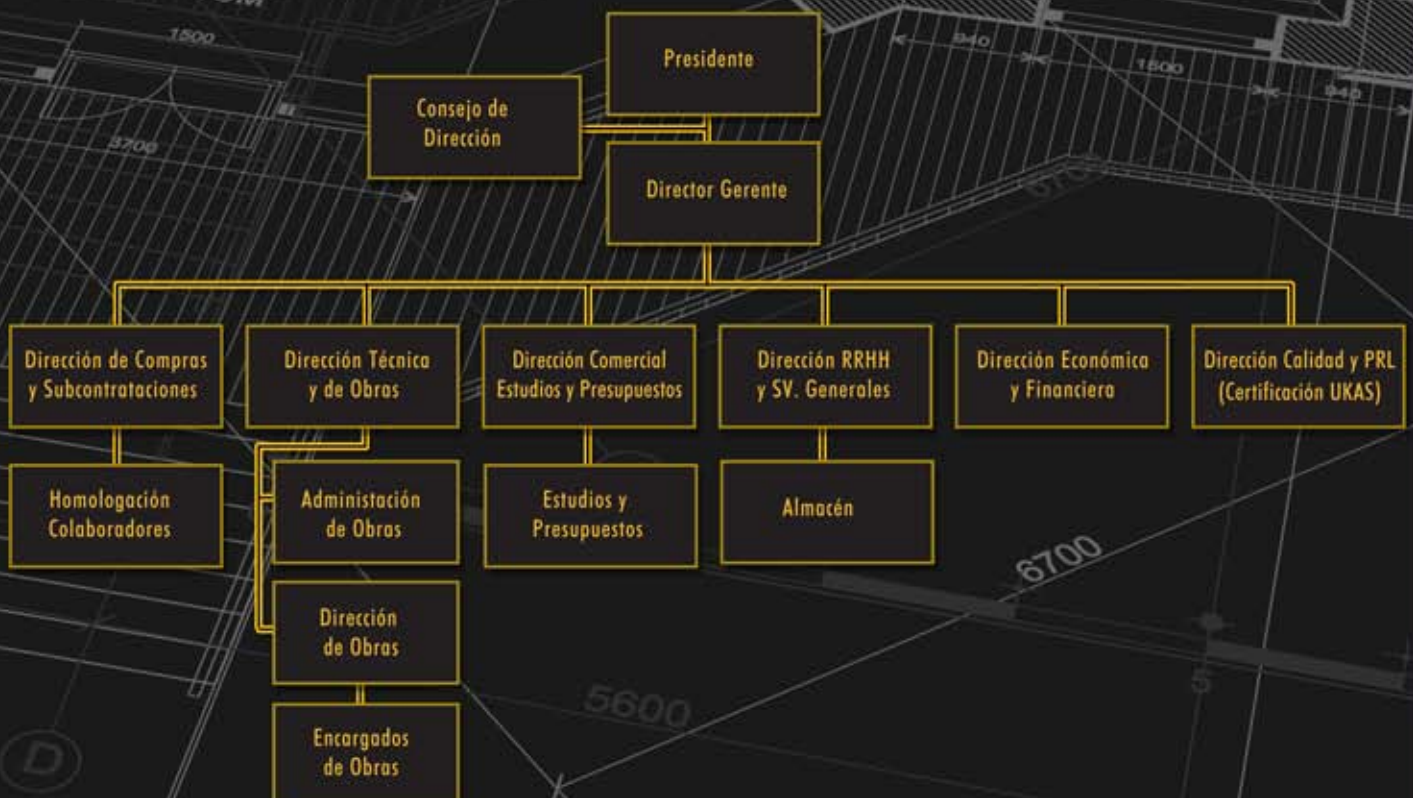 1500
940
1500
940
3700
6700
Presidente
Consejo de
Dirección
Director Gerente
Dirección de Compras
y Subcontrataciones
Dirección Técnica
y de Obras
Dirección Comercial
Estudios y Presupuestos
Dirección RRHH
y SV. Generales
Dirección Económica
y Financiera
Dirección Calidad y PRL
(Certificación UKAS)
Homologación
Colaboradores
Administación
de Obras
Estudios y
Presupuestos
Almacén
Dirección
de Obras
Encargados
de Obras
6700
5600
5
D